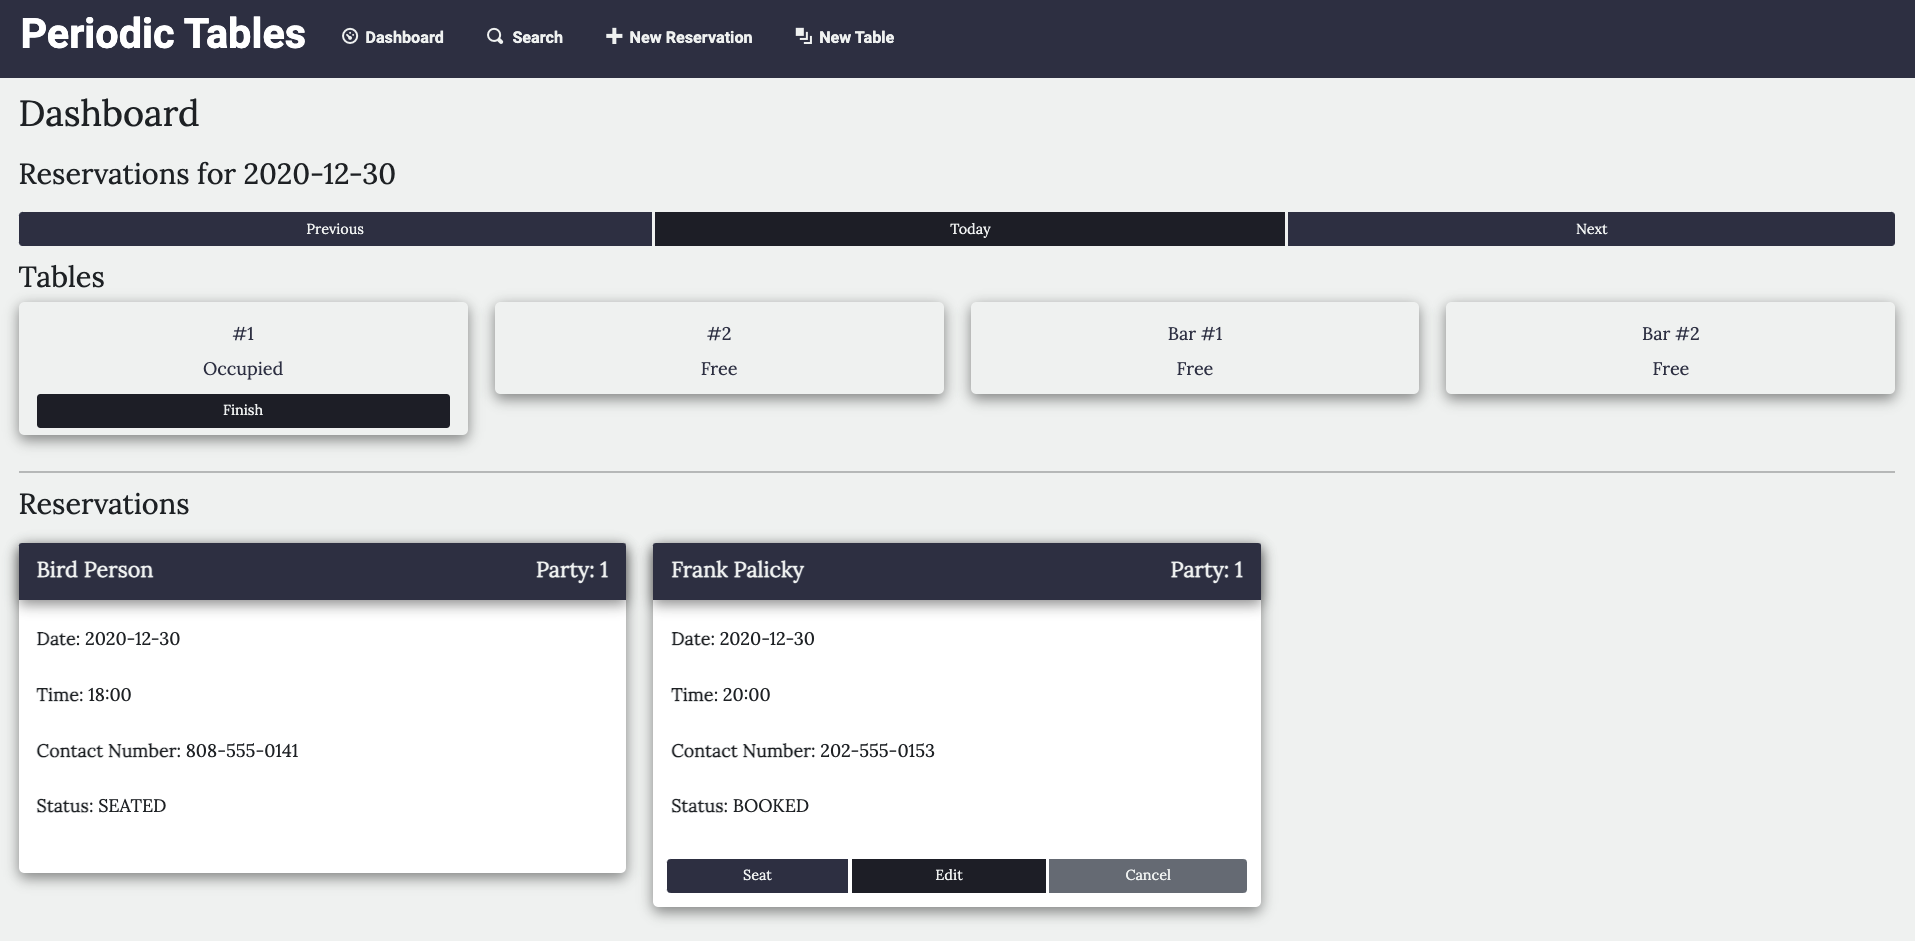 Periodic Tables Dashboard Search New Reservation New Table
Dashboard
Reservations for 2020-12-30
Previous Today Next
Tables
#1 #2 Bar #1 Bar #2
Occupied Free Free Free
Finish
Reservations
Bird Person Party: 1
Date: 2020-12-30
Time: 18:00
Contact Number: 808-555-0141
Status: SEATED
Frank Palicky Party: 1
Date: 2020-12-30
Time: 20:00
Contact Number: 202-555-0153
Status: BOOKED
Seat Edit Cancel